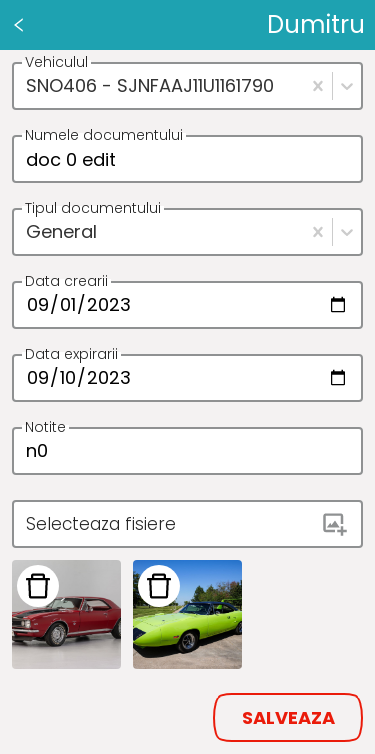 Dumitru
Vehiculul
SNO406 - SJNFAAJ11U1161790
Numele documentului
doc 0 edit
Tipul documentului
General
Data crearii
09/01/2023
Data expirarii
09/10/2023
Notite
n0
Selecteaza fisiere
SALVEAZA